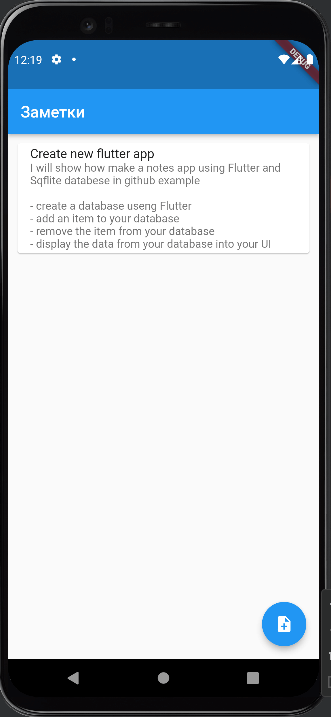 12:19
DEBUG
Заметки
Create new flutter app
I will show how make a notes app using Flutter and
Sqflite databese in github example
- create a database useng Flutter
- add an item to your database
- remove the item from your database
- display the data from your database into your UI